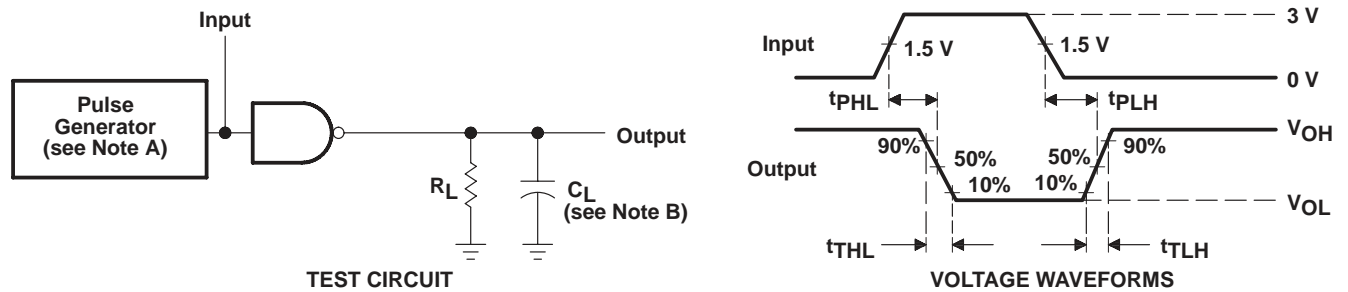 Input
Pulse
Generator
(see Note A)
Output
RL
CL
(see Note B)
TEST CIRCUIT
3 V
Input
1.5 V
1.5 V
0 V
tPHL
tPLH
VOH
90%
90%
50%
50%
Output
10%
10%
VOL
tTHL
tTLH
VOLTAGE WAVEFORMS